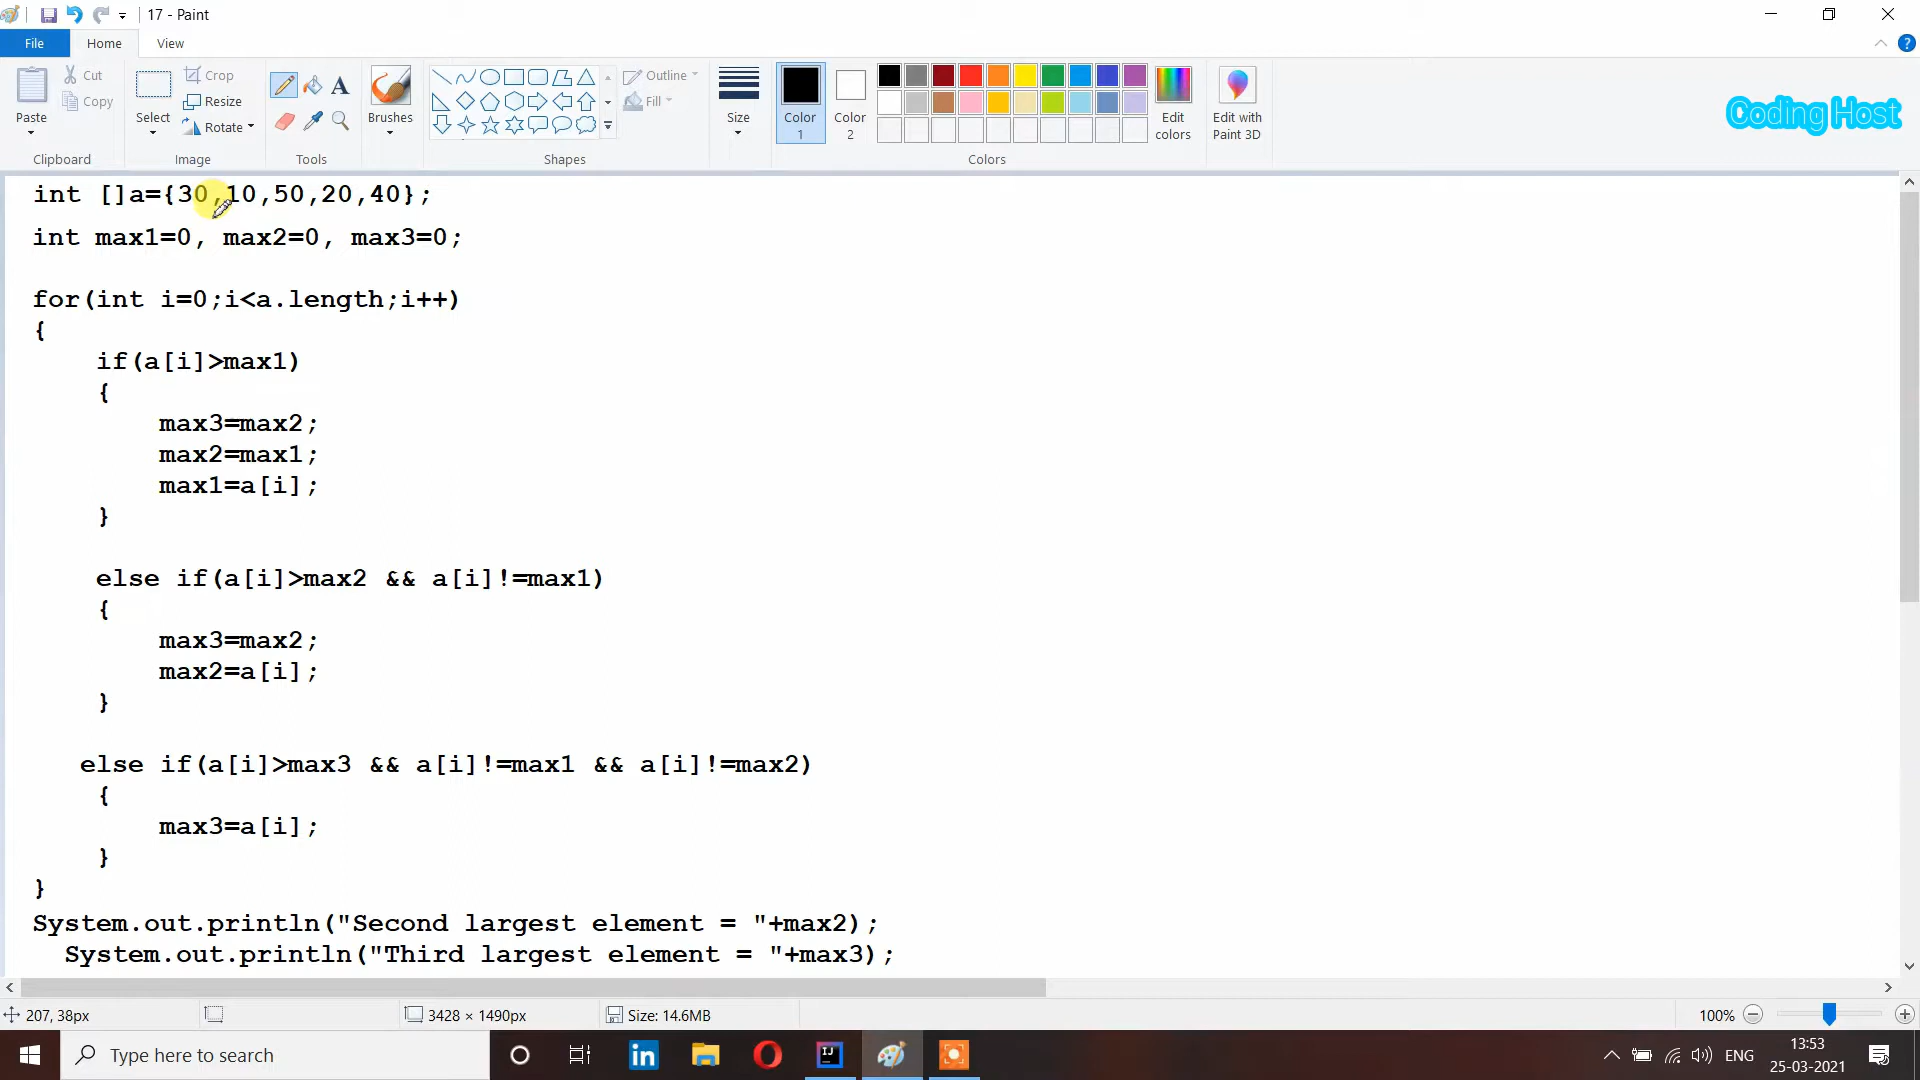 17 - Paint
File Home View
Cut
Copy
Paste
Clipboard
Select
Crop
Resize
Rotate
Image
A
Tools
Brushes
Outline
Fill
Shapes
Size
Color 1
Color 2
Edit colors
Edit with Paint 3D
Colors
Coding Host
int []a={30,10,50,20,40};
int max1=0, max2=0, max3=0;
for(int i=0;i<a.length;i++)
{
if(a[i]>max1)
{
max3=max2;
max2=max1;
max1=a[i];
}
else if(a[i]>max2 && a[i]!=max1)
{
max3=max2;
max2=a[i];
}
else if(a[i]>max3 && a[i]!=max1 && a[i]!=max2)
{
max3=a[i];
}
}
System.out.println("Second largest element = "+max2);
System.out.println("Third largest element = "+max3);
207, 38px
3428 × 1490px
Size: 14.6MB
100%
Type here to search
in
IJ
ENG
13:53
25-03-2021